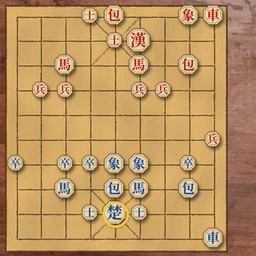 士 包 象 車
士 漢
馬 馬 包
兵 兵 兵 兵
兵
卒 卒 卒 象 象 卒
馬 包 馬 包
士 楚 士
車